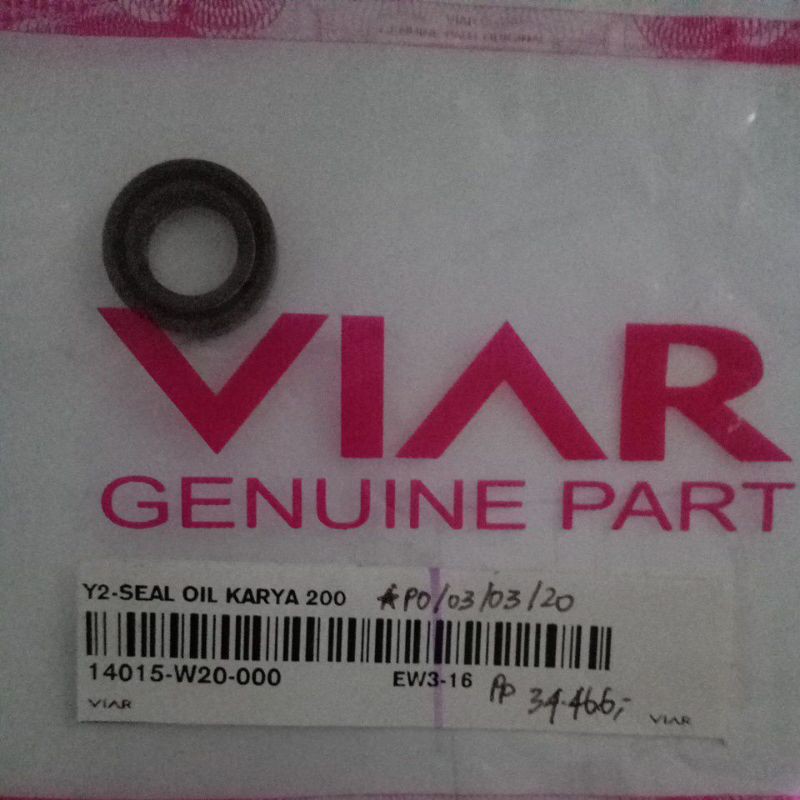 VIAR
GENUINE PART
Y2-SEAL OIL KARYA 200 *PO/03/03/20
14015-W20-000 EW3-16 Rp 34.466,-
VIAR VIAR